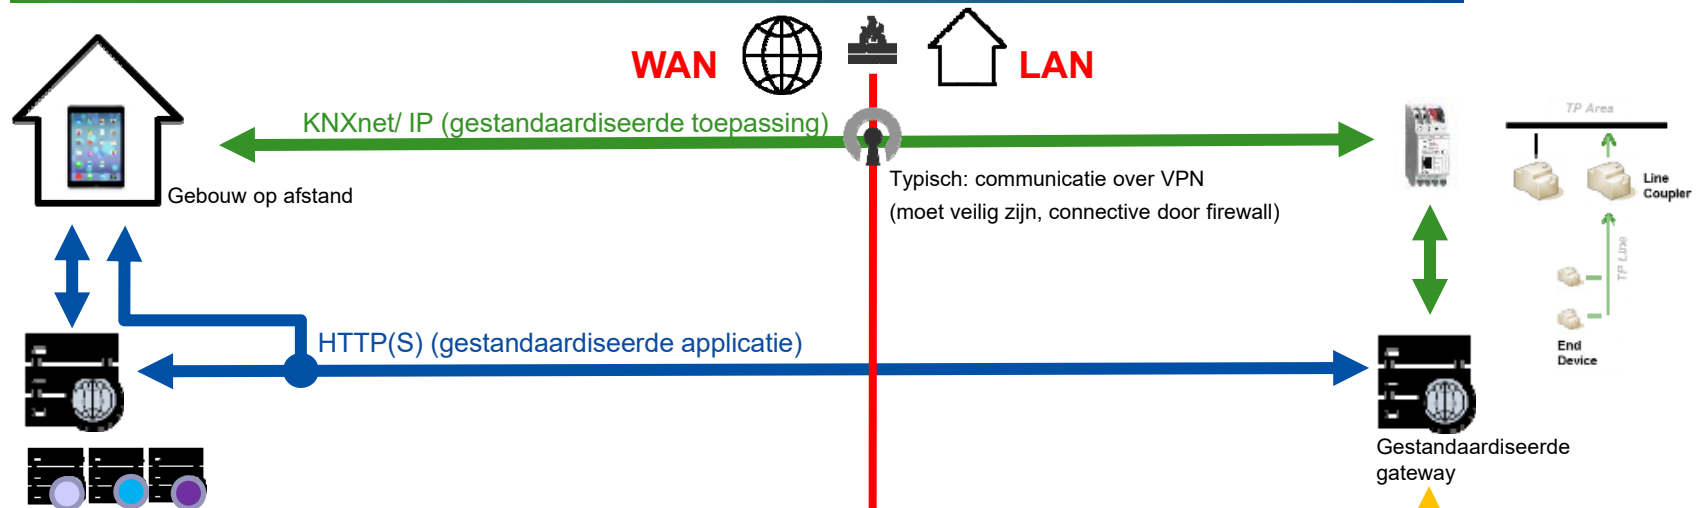 WAN
LAN
KNXnet/ IP (gestandaardiseerde toepassing)
TP Area
Gebouw op afstand
Typisch: communicatie over VPN
(moet veilig zijn, connective door firewall)
Line
Coupler
TP Line
HTTP(S) (gestandaardiseerde applicatie)
End
Device
Gestandaardiseerde
gateway